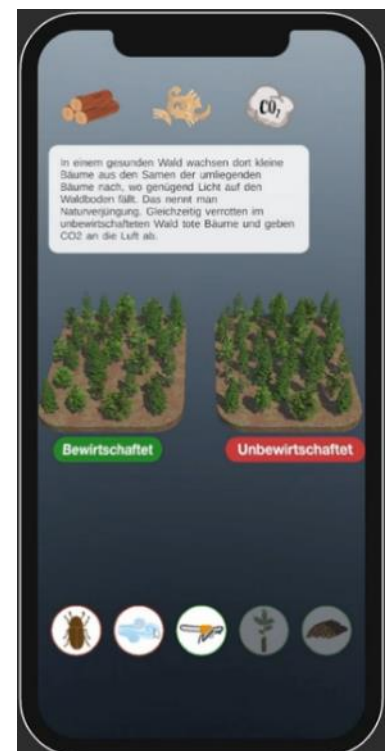 CO2
In einem gesunden Wald wachsen dort kleine
Bäume aus den Samen der umliegenden
Bäume nach, wo genügend Licht auf den
Waldboden fällt. Das nennt man
Naturverjüngung. Gleichzeitig verrotten im
unbewirtschafteten Wald tote Bäume und geben
CO2 an die Luft ab.
Bewirtschaftet
Unbewirtschaftet